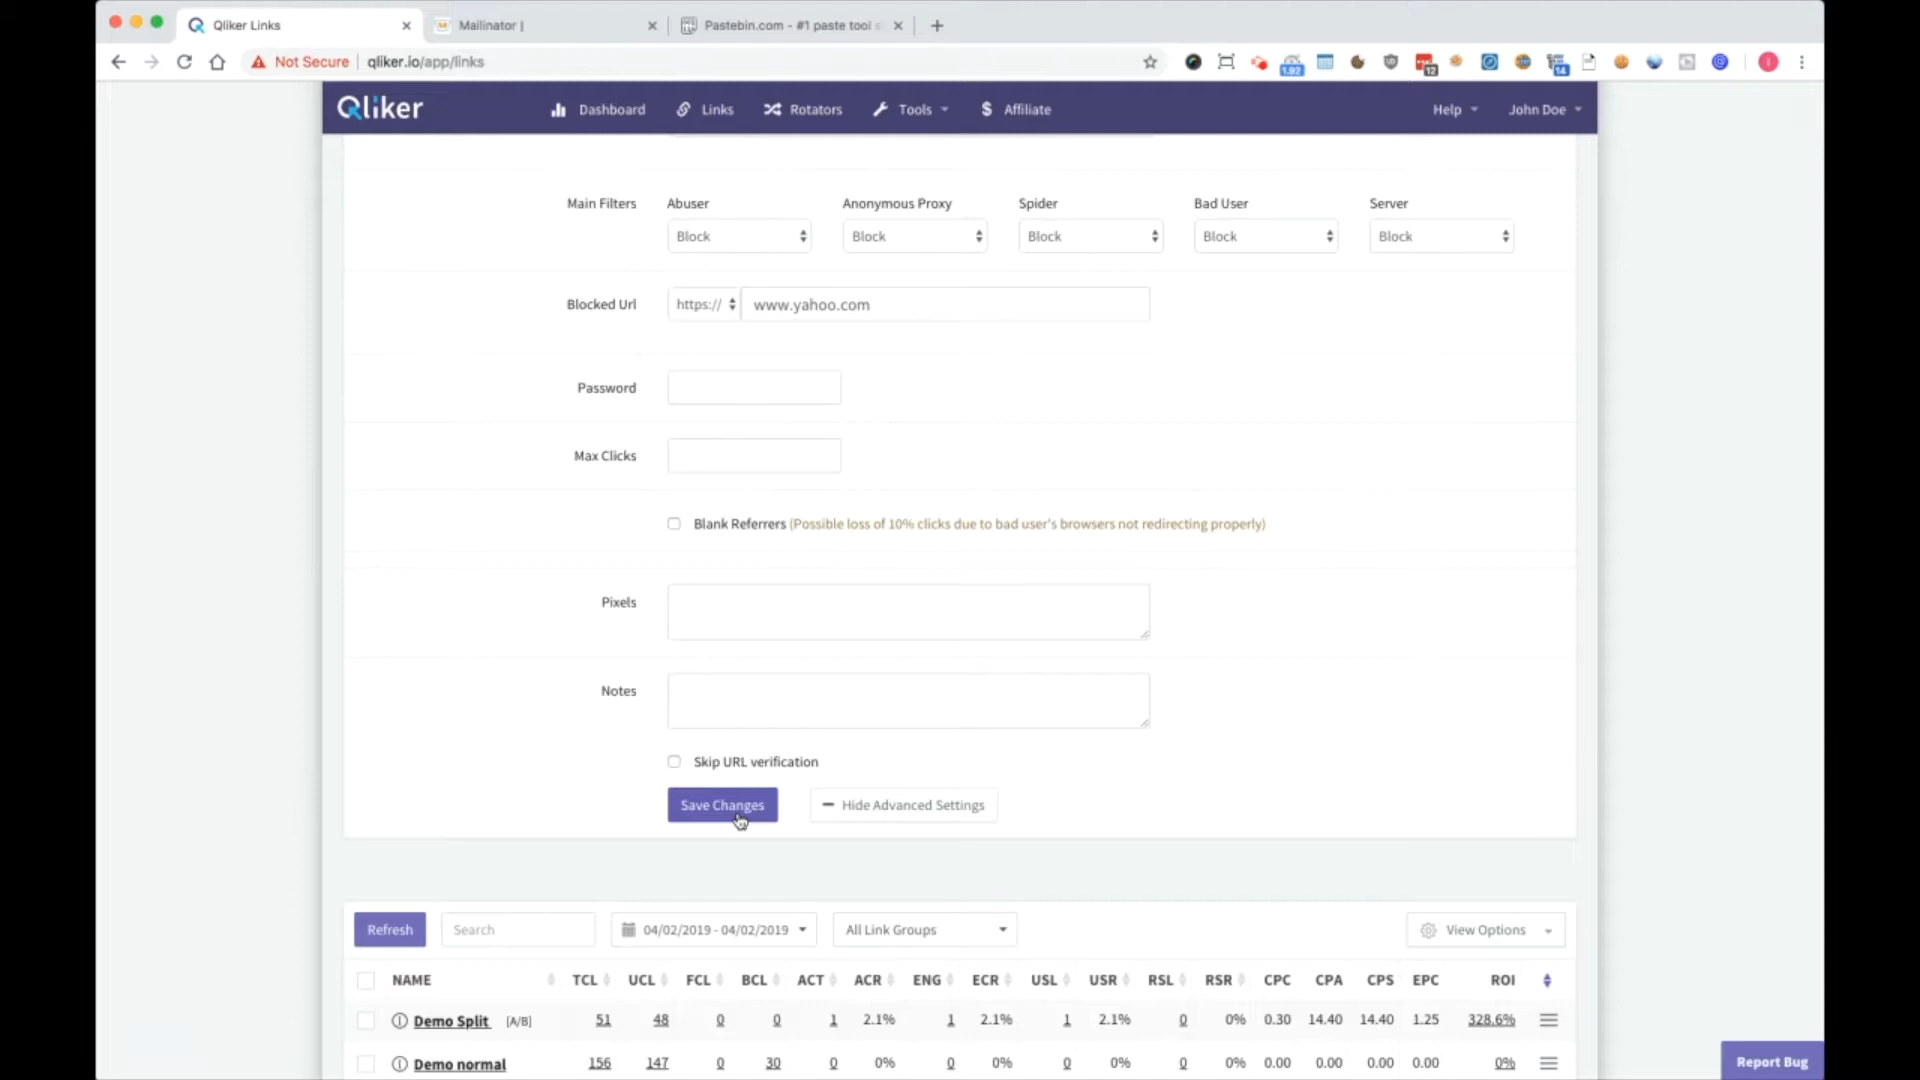 Qliker Links
Mailinator |
Pastebin.com - #1 paste tool s
Not Secure | qliker.io/app/links
1.92
12
14
Qliker
Dashboard
Links
Rotators
Tools
$ Affiliate
Help
John Doe
Main Filters
Abuser
Anonymous Proxy
Spider
Bad User
Server
Block
Block
Block
Block
Block
Blocked Url
https://
www.yahoo.com
Password
Max Clicks
Blank Referrers (Possible loss of 10% clicks due to bad user's browsers not redirecting properly)
Pixels
Notes
Skip URL verification
Save Changes
Hide Advanced Settings
Refresh
Search
04/02/2019 - 04/02/2019
All Link Groups
View Options
NAME TCL UCL FCL BCL ACT ACR ENG ECR USL USR RSL RSR CPC CPA CPS EPC ROI
Demo Split [A/B] 51 48 0 0 1 2.1% 1 2.1% 1 2.1% 0 0% 0.30 14.40 14.40 1.25 328.6%
Demo normal 156 147 0 30 0 0% 0 0% 0 0% 0 0% 0.00 0.00 0.00 0.00 0%
Report Bug